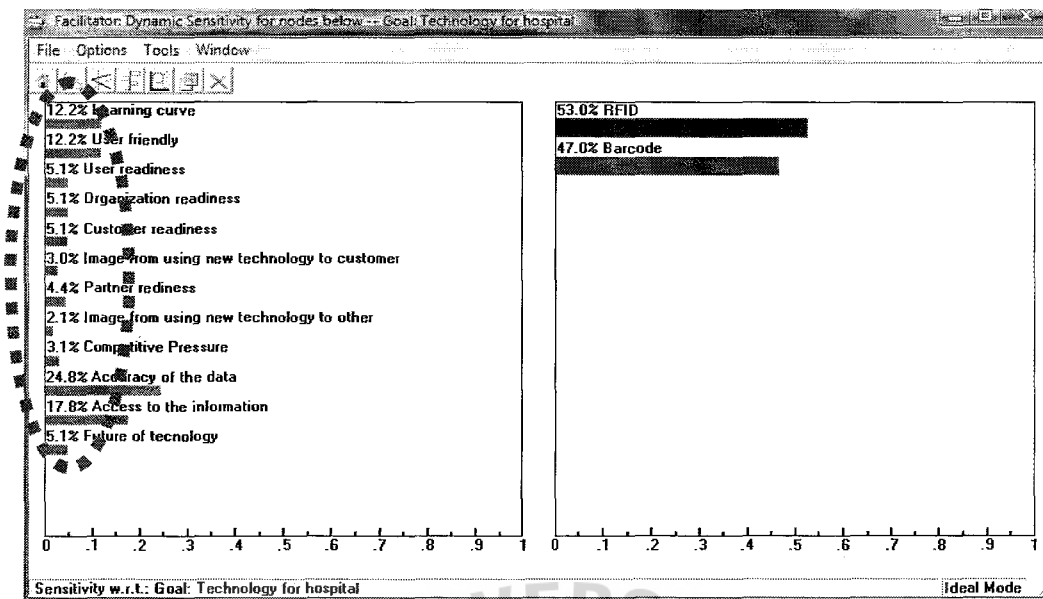 Facilitator: Dynamic Sensitivity for nodes below -- Goal: Technology for hospital
File Options Tools Window
12.2% Learning curve
12.2% User friendly
5.1% User readiness
5.1% Organization readiness
5.1% Customer readiness
3.0% Image from using new technology to customer
4.4% Partner rediness
2.1% Image from using new technology to other
3.1% Competitive Pressure
24.8% Accuracy of the data
17.8% Access to the information
5.1% Future of tecnology
0 .1 .2 .3 .4 .5 .6 .7 .8 .9 1
53.0% RFID
47.0% Barcode
0 .1 .2 .3 .4 .5 .6 .7 .8 .9 1
Sensitivity w.r.t.: Goal: Technology for hospital
Ideal Mode